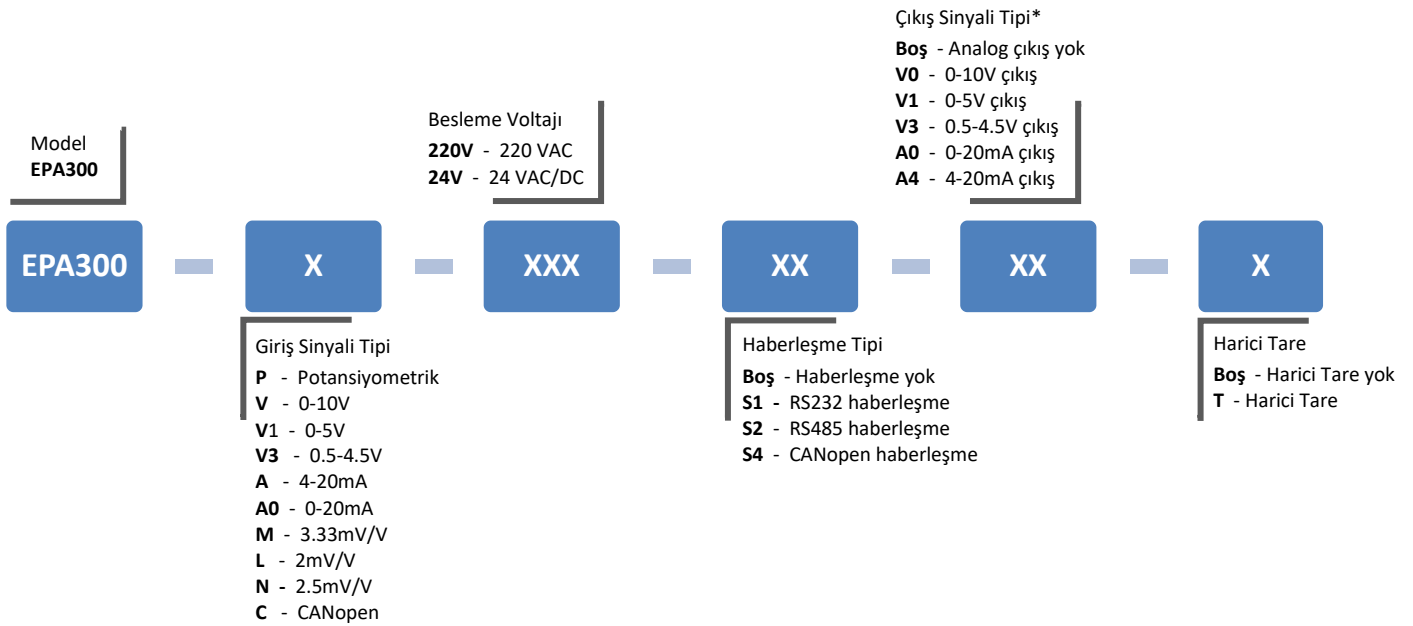 Çıkış Sinyali Tipi*
Boş - Analog çıkış yok
V0 - 0-10V çıkış
V1 - 0-5V çıkış
V3 - 0.5-4.5V çıkış
A0 - 0-20mA çıkış
A4 - 4-20mA çıkış
Besleme Voltajı
220V - 220 VAC
24V - 24 VAC/DC
Model
EPA300
EPA300 - X - XXX - XX - XX - X
Giriş Sinyali Tipi
P - Potansiyometrik
V - 0-10V
V1 - 0-5V
V3 - 0.5-4.5V
A - 4-20mA
A0 - 0-20mA
M - 3.33mV/V
L - 2mV/V
N - 2.5mV/V
C - CANopen
Haberleşme Tipi
Boş - Haberleşme yok
S1 - RS232 haberleşme
S2 - RS485 haberleşme
S4 - CANopen haberleşme
Harici Tare
Boş - Harici Tare yok
T - Harici Tare